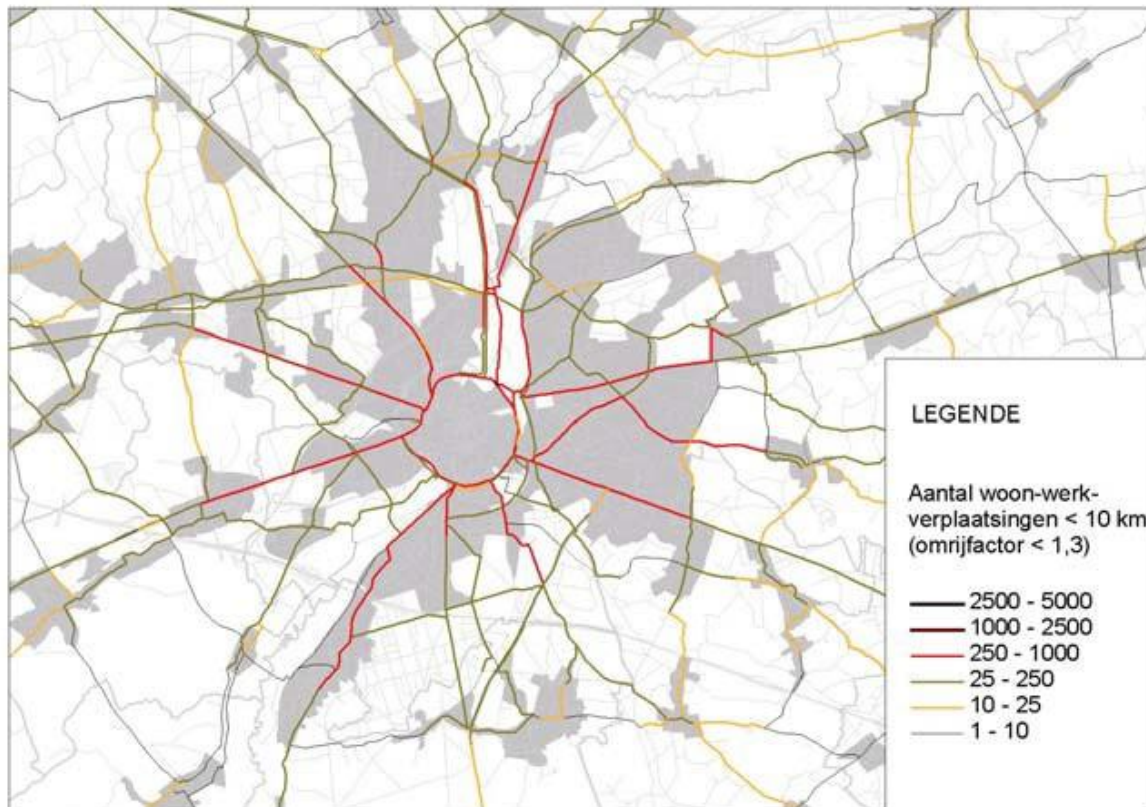 LEGENDE
Aantal woon-werk-
verplaatsingen < 10 km
(omrijfactor < 1,3)
2500 - 5000
1000 - 2500
250 - 1000
25 - 250
10 - 25
1 - 10